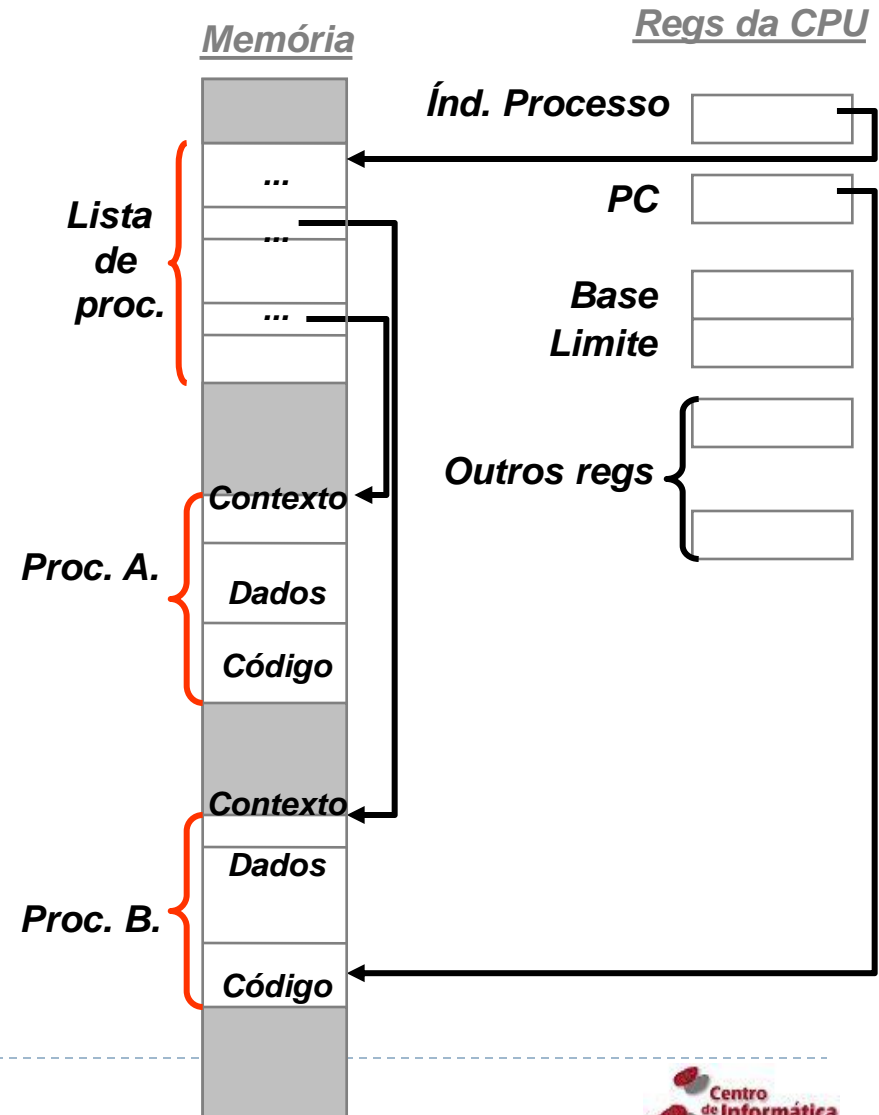 Memória
Regs da CPU
Índ. Processo
...
Lista
de
proc.
...
...
PC
Base
Limite
Outros regs
Contexto
Proc. A.
Dados
Código
Contexto
Dados
Proc. B.
Código
Centro
de Informática